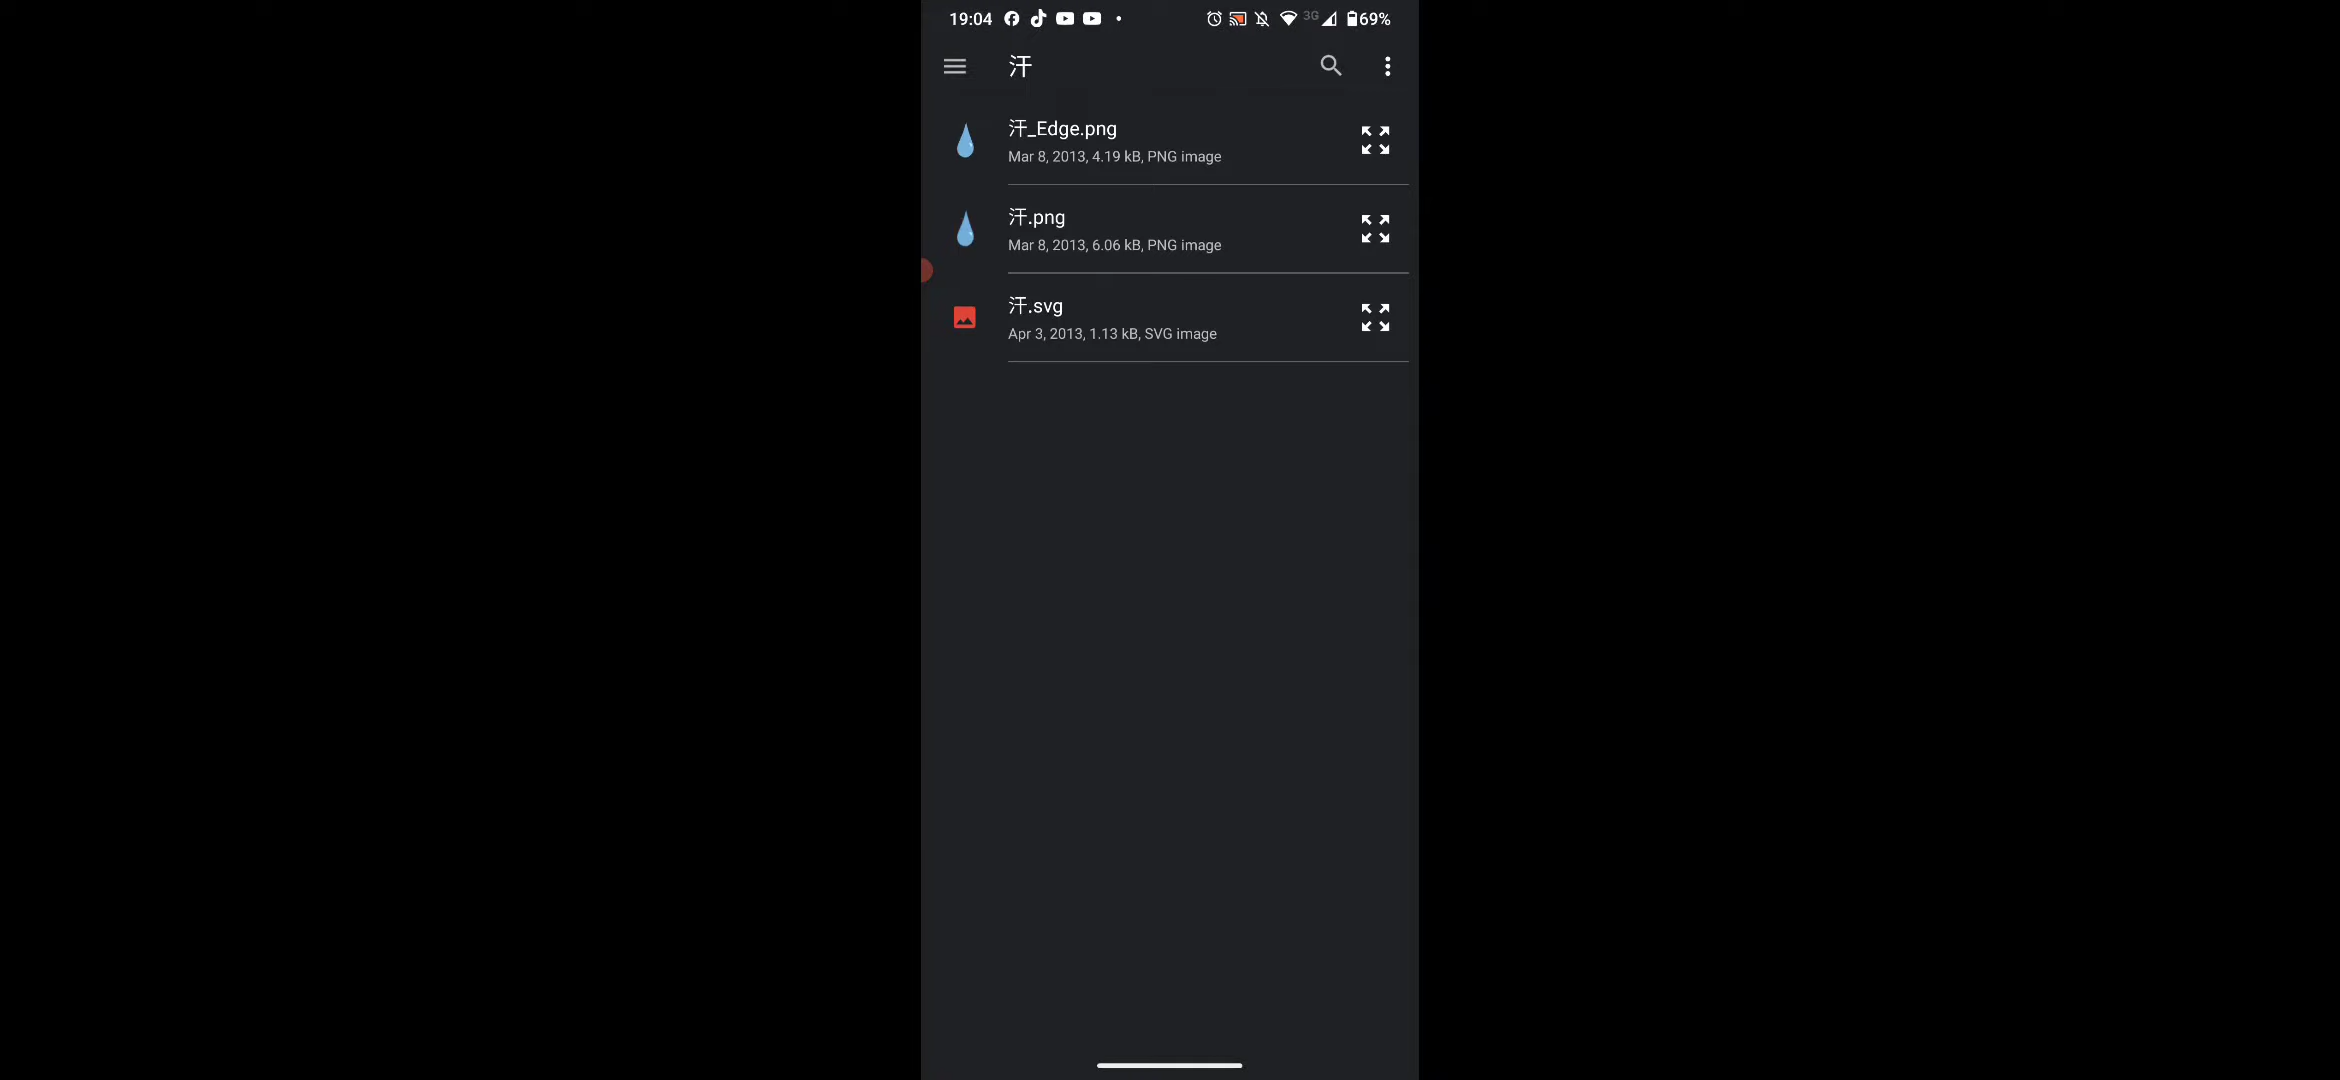 19:04 3G 69%
汗
汗_Edge.png
Mar 8, 2013, 4.19 kB, PNG image
汗.png
Mar 8, 2013, 6.06 kB, PNG image
汗.svg
Apr 3, 2013, 1.13 kB, SVG image